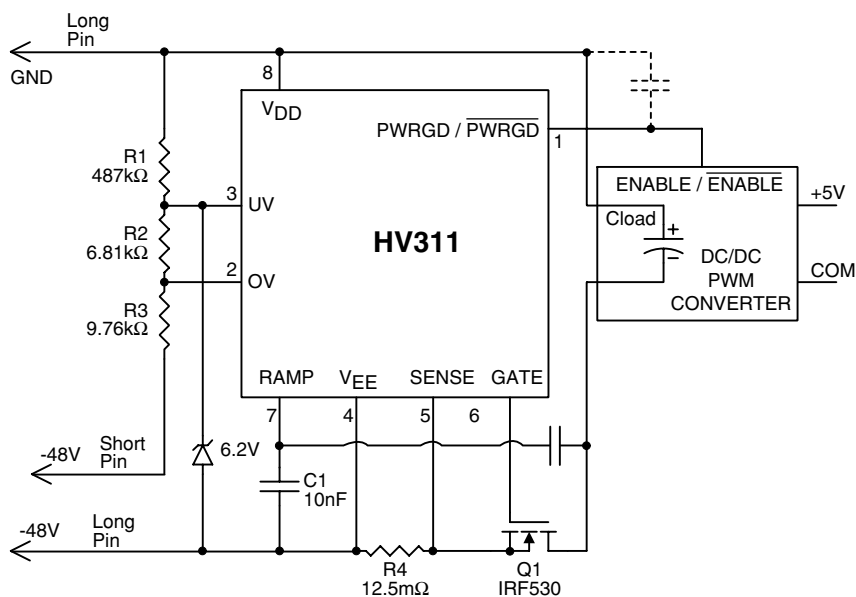 Long
Pin
GND
8
VDD
PWRGD / PWRGD
1
R1
487kΩ
ENABLE / ENABLE
+5V
3
UV
Cload
+
R2
6.81kΩ
HV311
DC/DC
PWM
CONVERTER
−
2
OV
COM
R3
9.76kΩ
RAMP
VEE
SENSE
GATE
7
4
5
6
-48V
Short
Pin
6.2V
C1
10nF
-48V
Long
Pin
R4
12.5mΩ
Q1
IRF530